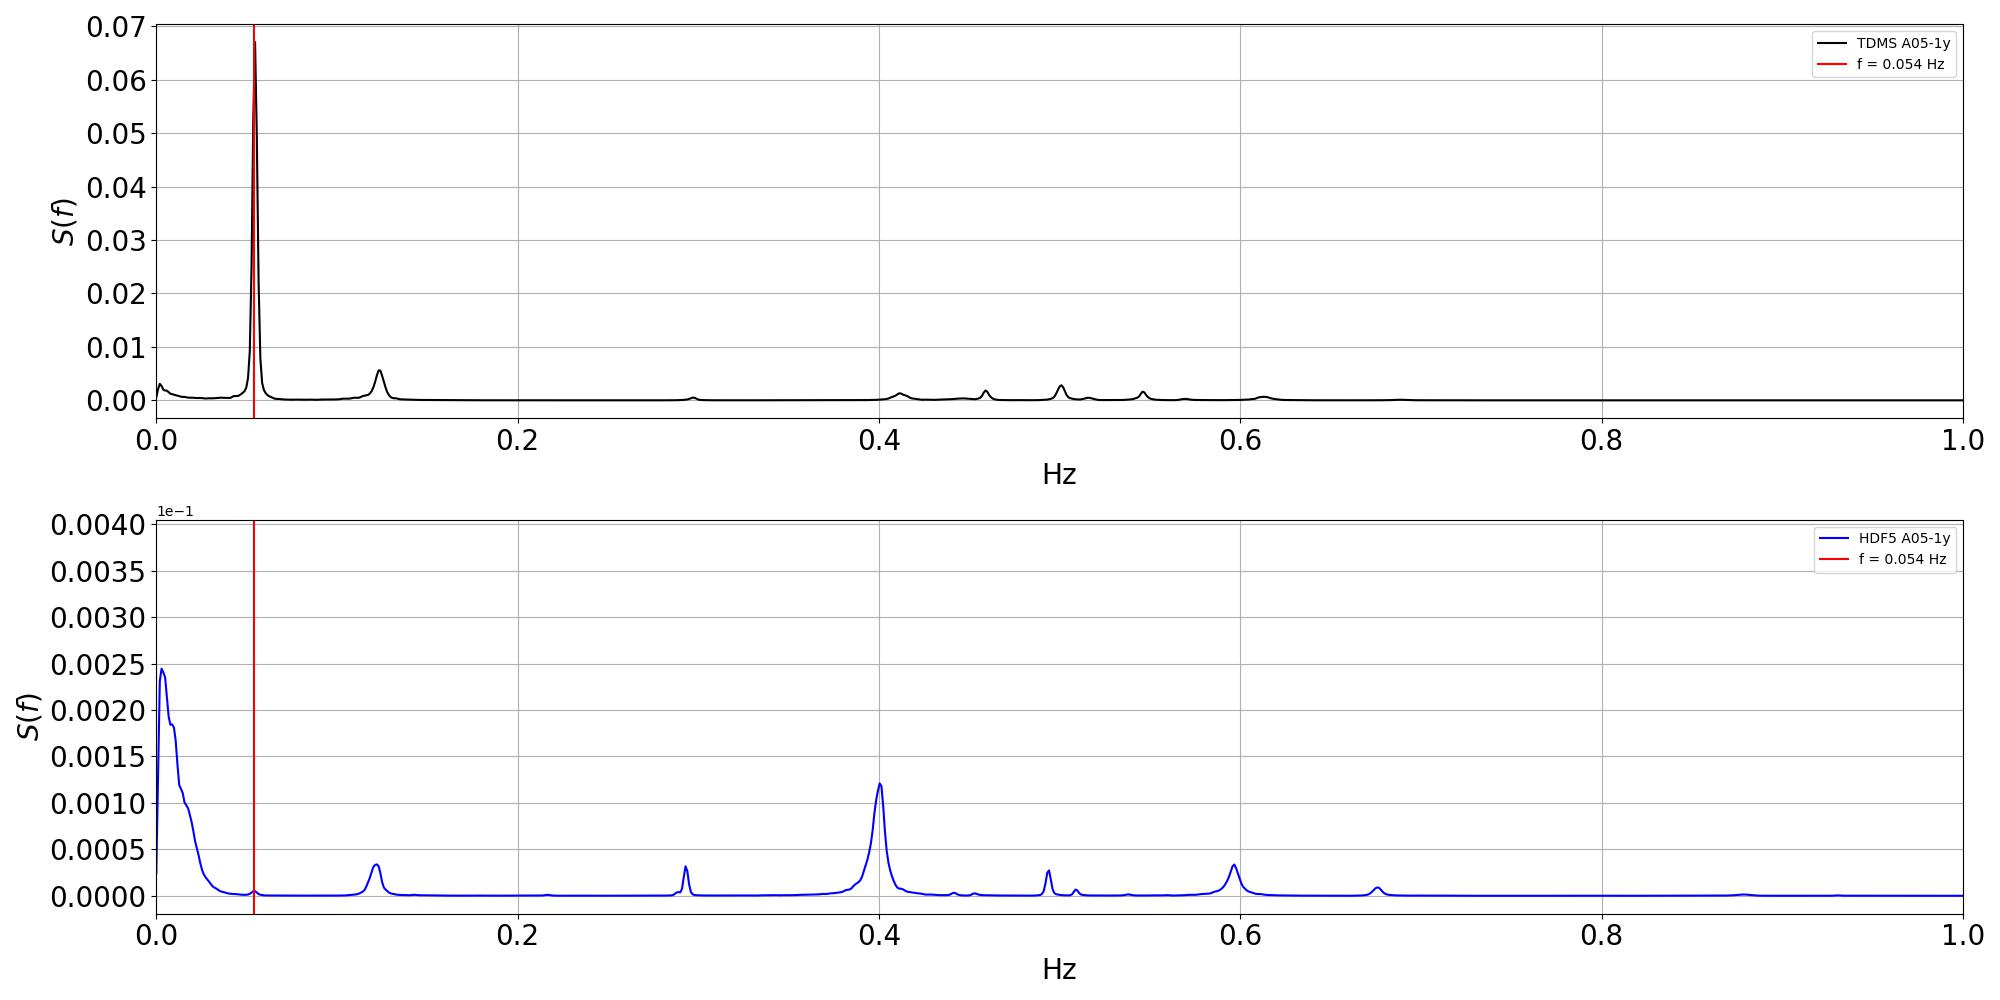 0.07
0.06
0.05
0.04
0.03
0.02
0.01
0.00
S(f)
TDMS A05-1y
f = 0.054 Hz
0.0 0.2 0.4 0.6 0.8 1.0
Hz
1e−1
0.0040
0.0035
0.0030
0.0025
0.0020
0.0015
0.0010
0.0005
0.0000
S(f)
HDF5 A05-1y
f = 0.054 Hz
0.0 0.2 0.4 0.6 0.8 1.0
Hz